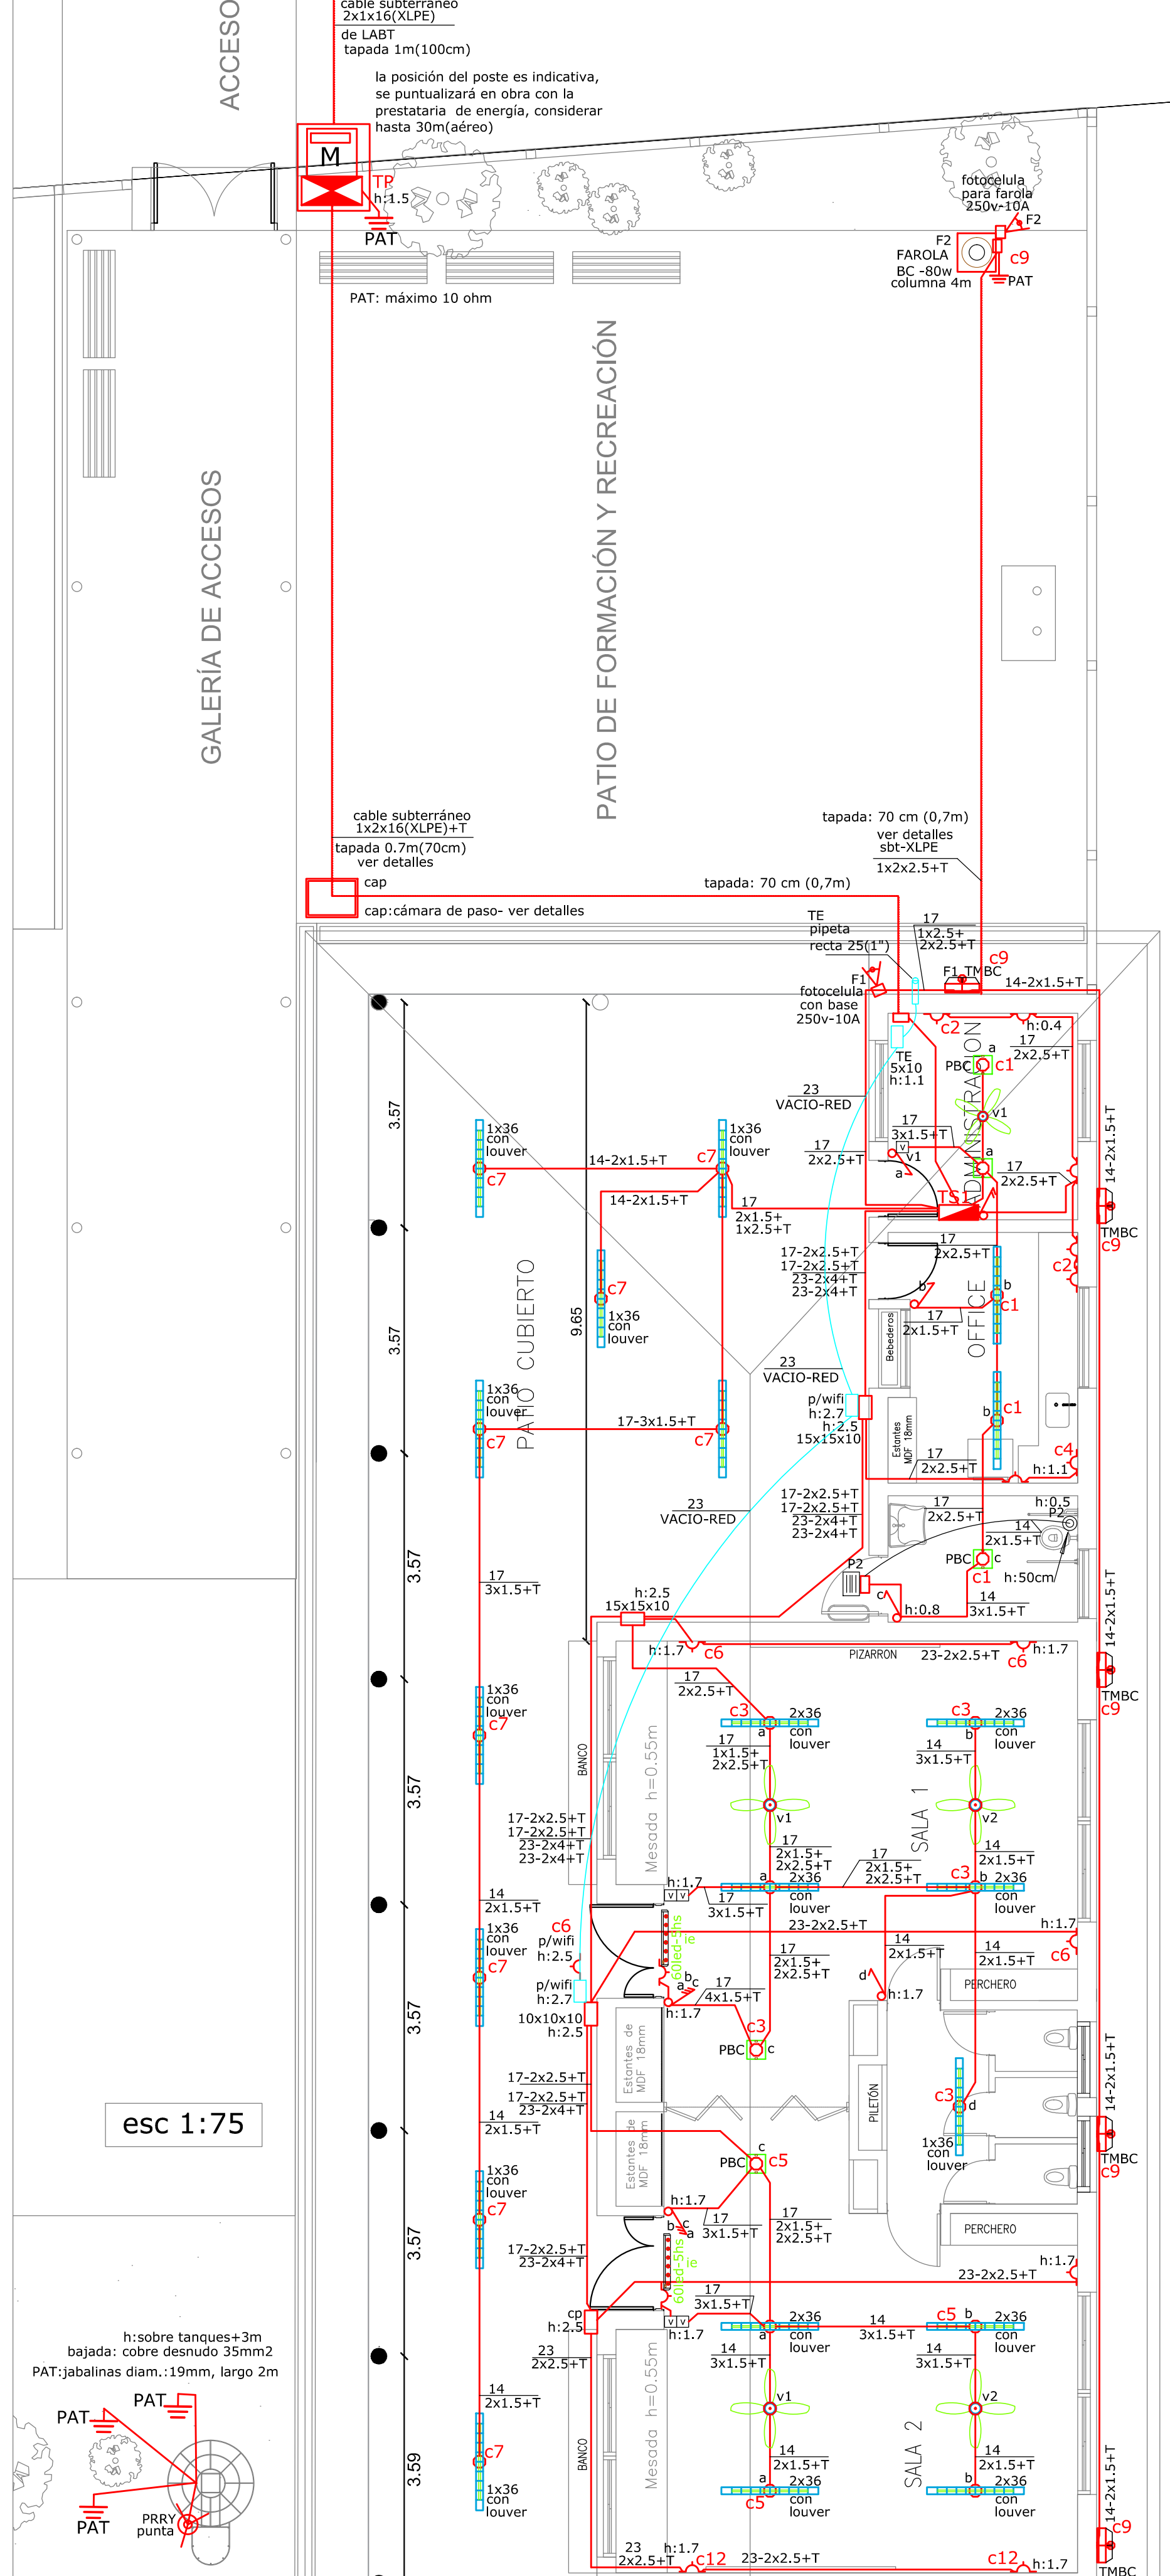 cable subterráneo
2x1x16(XLPE)
de LABT
tapada 1m(100cm)
ACCESO
la posición del poste es indicativa,
se puntualizará en obra con la
prestataria de energía, considerar
hasta 30m(aéreo)
M
TP
h:1.5
PAT
PAT: máximo 10 ohm
fotocelula
para farola
250v-10A
F2
F2
FAROLA
BC -80w
columna 4m
c9
PAT
GALERÍA DE ACCESOS
PATIO DE FORMACIÓN Y RECREACIÓN
cable subterráneo
1x2x16(XLPE)+T
tapada 0.7m(70cm)
ver detalles
cap
cap:cámara de paso- ver detalles
tapada: 70 cm (0,7m)
tapada: 70 cm (0,7m)
ver detalles
sbt-XLPE
1x2x2.5+T
TE
pipeta
recta 25(1")
17
1x2.5+
2x2.5+T
c9
F1
TMBC
14-2x1.5+T
F1
fotocelula
con base
250v-10A
c2
h:0.4
17
2x2.5+T
TE
5x10
h:1.1
a
PBC
c1
ADMINISTRACION
v1
23
VACIO-RED
17
3x1.5+T
v
v1
a
a
17
2x2.5+T
17
2x2.5+T
TS1
14-2x1.5+T
TMBC
c9
3.57
1x36
con
louver
c7
14-2x1.5+T
1x36
con
louver
c7
14-2x1.5+T
17
2x1.5+
1x2.5+T
17-2x2.5+T
17-2x2.5+T
23-2x4+T
23-2x4+T
17
2x2.5+T
c2
b
b
c1
OFFICE
17
2x1.5+T
Bebederos
c7
1x36
con
louver
PATIO CUBIERTO
9.65
3.57
23
VACIO-RED
p/wifi
h:2.7
h:2.5
15x15x10
Estantes
MDF 18mm
b
c1
c4
h:1.1
17
2x2.5+T
1x36
con
louver
c7
17-3x1.5+T
c7
17-2x2.5+T
17-2x2.5+T
23-2x4+T
23-2x4+T
23
VACIO-RED
17
2x2.5+T
h:0.5
P2
14
2x1.5+T
PBC
c
c1
h:50cm
P2
c
h:0.8
14
3x1.5+T
3.57
17
3x1.5+T
h:2.5
15x15x10
14-2x1.5+T
TMBC
c9
h:1.7
c6
PIZARRON
23-2x2.5+T
h:1.7
c6
17
2x2.5+T
1x36
con
louver
c7
c3
2x36
con
louver
a
c3
2x36
con
louver
b
17
1x1.5+
2x2.5+T
14
3x1.5+T
BANCO
Mesada h=0.55m
3.57
v1
v2
SALA 1
17-2x2.5+T
17-2x2.5+T
23-2x4+T
23-2x4+T
17
2x1.5+
2x2.5+T
17
2x1.5+
2x2.5+T
14
2x1.5+T
h:1.7
v v
a
2x36
con
louver
c3
b
2x36
con
louver
17
3x1.5+T
14
2x1.5+T
c6
p/wifi
h:2.5
23-2x2.5+T
h:1.7
c6
1x36
con
louver
c7
60led-5hs
ie
17
2x1.5+
2x2.5+T
14
2x1.5+T
14
2x1.5+T
p/wifi
h:2.7
10x10x10
h:2.5
a
b
c
17
4x1.5+T
h:1.7
d
h:1.7
PERCHERO
3.57
c3
PBC
c
Estantes de
MDF 18mm
17-2x2.5+T
17-2x2.5+T
23-2x4+T
PILETÓN
c3
d
1x36
con
louver
14-2x1.5+T
TMBC
c9
esc 1:75
14
2x1.5+T
Estantes de
MDF 18mm
c
PBC
c5
1x36
con
louver
c7
h:1.7
17
3x1.5+T
b
c
a
17
2x1.5+
2x2.5+T
PERCHERO
3.57
17-2x2.5+T
23-2x4+T
60led-5hs
ie
h:1.7
23-2x2.5+T
17
3x1.5+T
cp
h:2.5
v v
h:1.7
a
2x36
con
louver
14
3x1.5+T
c5
b
2x36
con
louver
23
2x2.5+T
14
3x1.5+T
14
3x1.5+T
h:sobre tanques+3m
bajada: cobre desnudo 35mm2
PAT:jabalinas diam.:19mm, largo 2m
PAT
PAT
PAT
PRRY
punta
14
2x1.5+T
v1
v2
3.59
BANCO
Mesada h=0.55m
SALA 2
14
2x1.5+T
14
2x1.5+T
c7
1x36
con
louver
a
c5
2x36
con
louver
b
2x36
con
louver
14-2x1.5+T
c9
TMBC
23
2x2.5+T
h:1.7
c12
23-2x2.5+T
c12
h:1.7